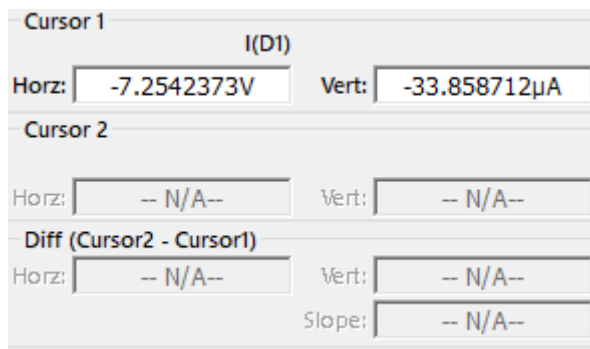 Cursor 1
I(D1)
Horz: -7.2542373V Vert: -33.858712µA
Cursor 2
Horz: -- N/A-- Vert: -- N/A--
Diff (Cursor2 - Cursor1)
Horz: -- N/A-- Vert: -- N/A--
Slope: -- N/A--